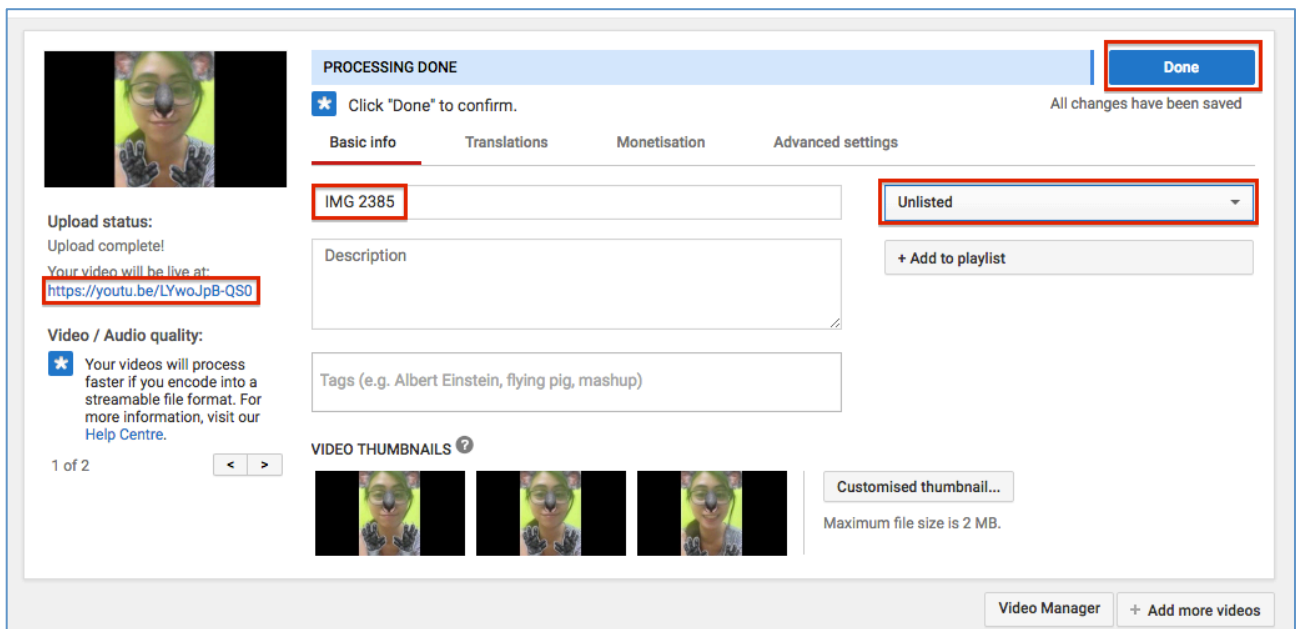 PROCESSING DONE
Done
Click "Done" to confirm.
All changes have been saved
Basic info
Translations
Monetisation
Advanced settings
IMG 2385
Unlisted
Description
+ Add to playlist
Tags (e.g. Albert Einstein, flying pig, mashup)
Upload status:
Upload complete!
Your video will be live at:
https://youtu.be/LYwoJpB-QS0
Video / Audio quality:
Your videos will process
faster if you encode into a
streamable file format. For
more information, visit our
Help Centre.
1 of 2
< >
VIDEO THUMBNAILS ?
Customised thumbnail...
Maximum file size is 2 MB.
Video Manager
+ Add more videos